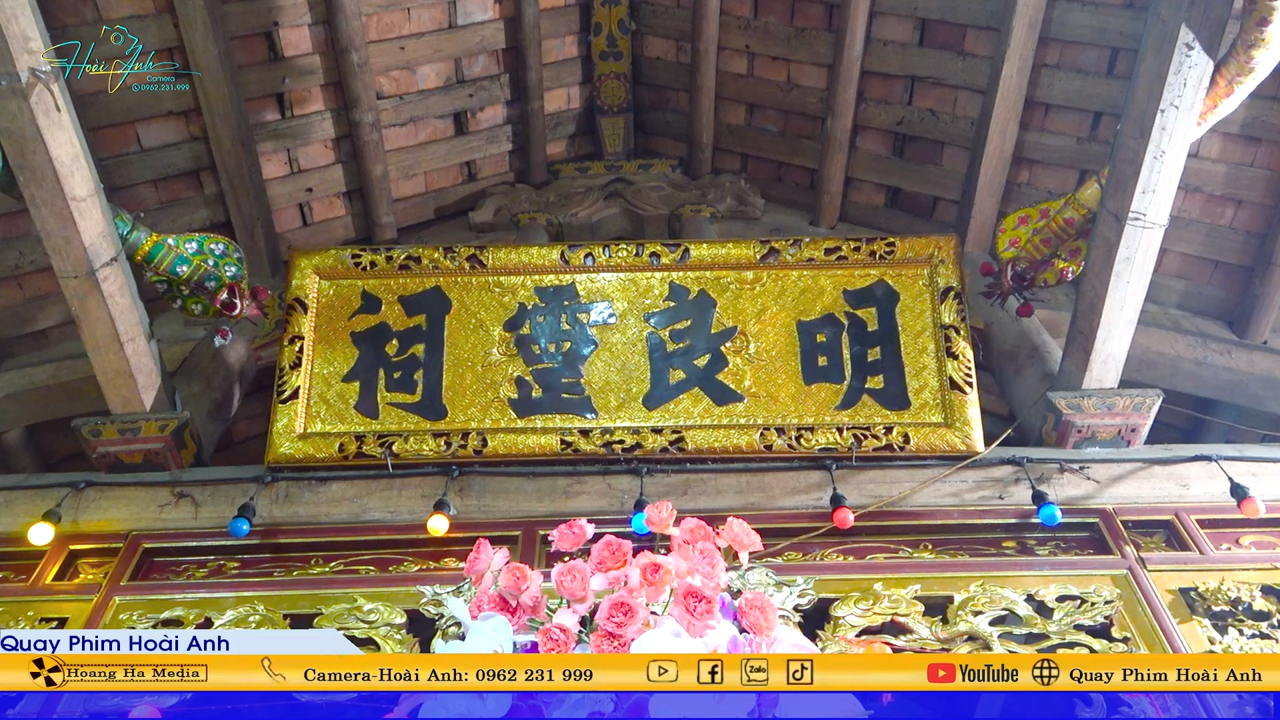 Hoài Anh
Camera
0962.231.999
明良靈祠
Quay Phim Hoài Anh
Hoang Ha Media
Camera-Hoài Anh: 0962 231 999
Zalo
YouTube
Quay Phim Hoài Anh